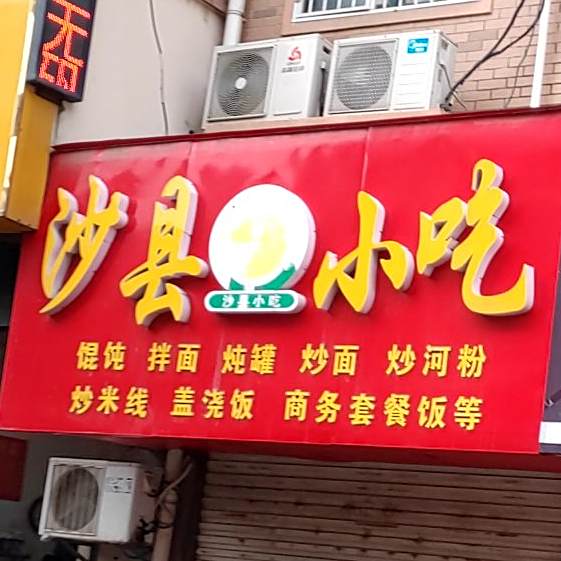 沙县小吃
沙县小吃
馄饨 拌面 炖罐 炒面 炒河粉
炒米线 盖浇饭 商务套餐饭等